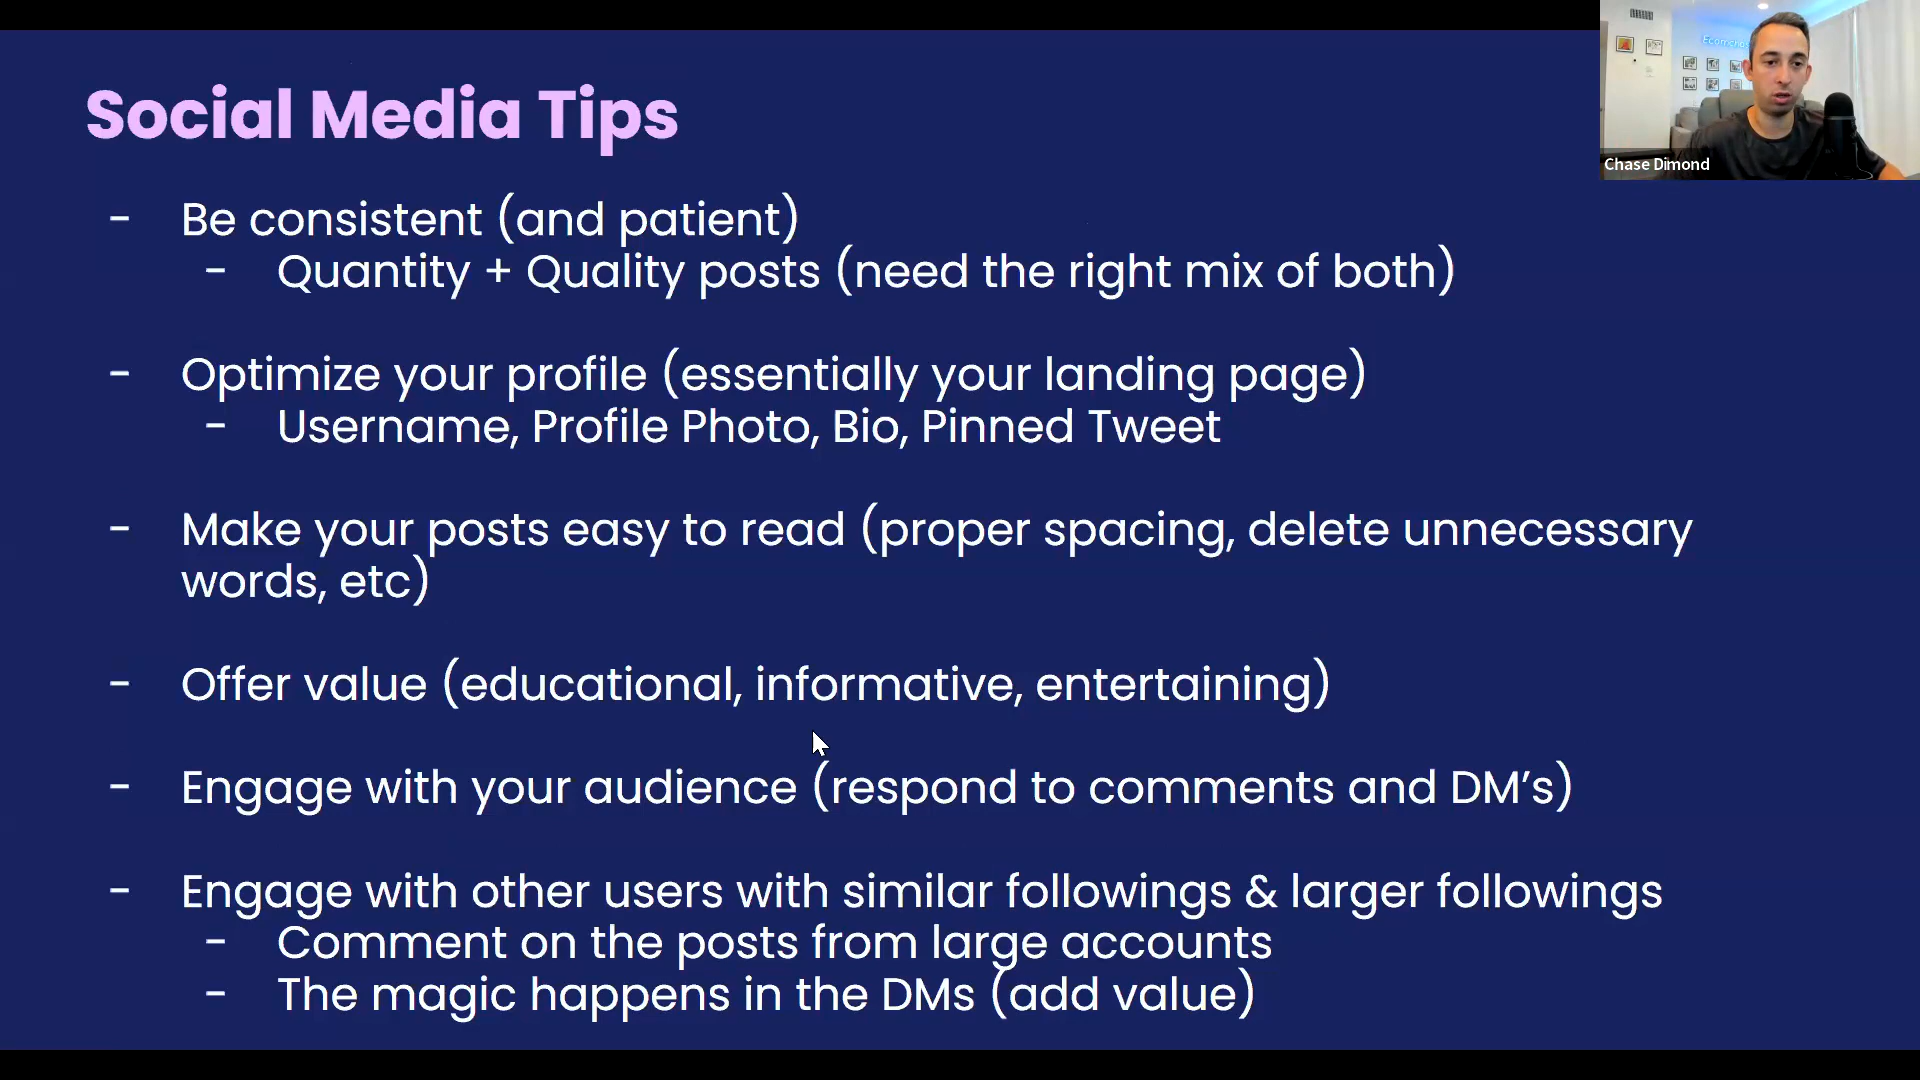 Social Media Tips
- Be consistent (and patient)
- Quantity + Quality posts (need the right mix of both)
- Optimize your profile (essentially your landing page)
- Username, Profile Photo, Bio, Pinned Tweet
- Make your posts easy to read (proper spacing, delete unnecessary
words, etc)
- Offer value (educational, informative, entertaining)
- Engage with your audience (respond to comments and DM’s)
- Engage with other users with similar followings & larger followings
- Comment on the posts from large accounts
- The magic happens in the DMs (add value)
Chase Dimond